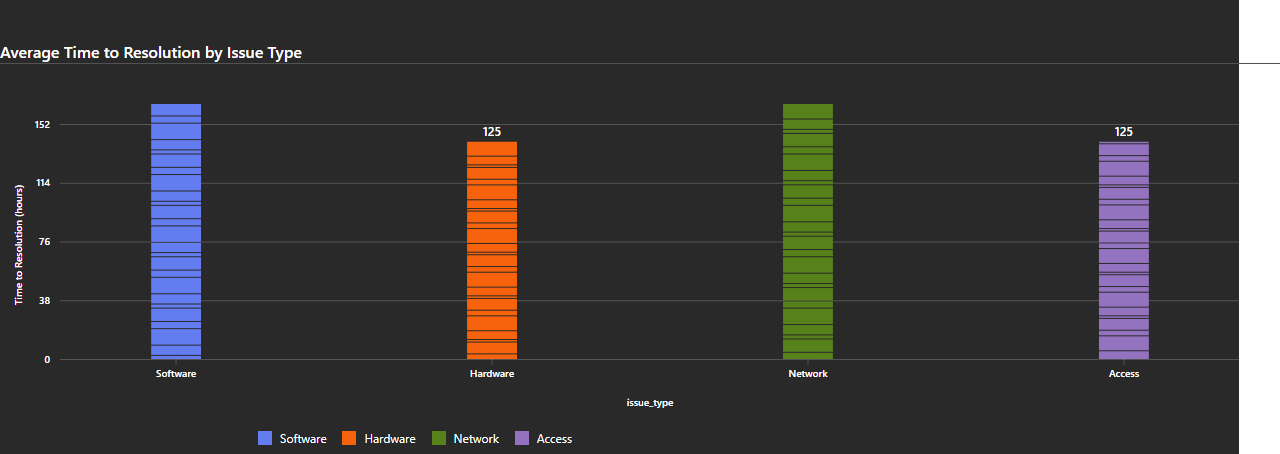 Average Time to Resolution by Issue Type
152
114
76
38
0
Time to Resolution (hours)
125
125
Software
Hardware
Network
Access
issue_type
Software
Hardware
Network
Access